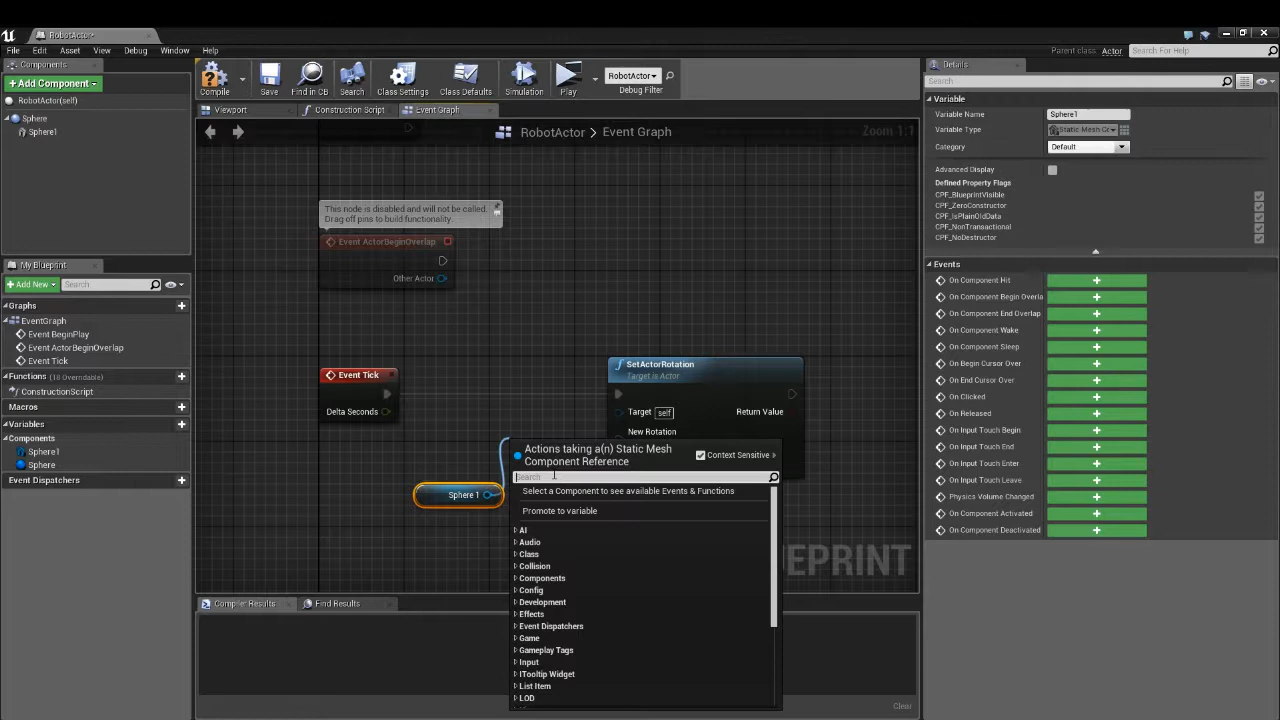 RobotActor*
File Edit Asset View Debug Window Help
Parent class: Actor
Search For Help
Components
Add Component
RobotActor(self)
Sphere
Sphere1
My Blueprint
Add New
Search
Graphs
EventGraph
Event BeginPlay
Event ActorBeginOverlap
Event Tick
Functions (18 Overridable)
ConstructionScript
Macros
Variables
Components
Sphere1
Sphere
Event Dispatchers
Compile
Save
Find in CB
Search
Class Settings
Class Defaults
Simulation
Play
RobotActor
Debug Filter
Viewport
Construction Script
Event Graph
RobotActor > Event Graph
Zoom 1:1
This node is disabled and will not be called.
Drag off pins to build functionality.
Event ActorBeginOverlap
Other Actor
Event Tick
Delta Seconds
SetActorRotation
Target is Actor
Target self
Return Value
New Rotation
Sphere 1
Actions taking a(n) Static Mesh
Component Reference
Context Sensitive
Search
Select a Component to see available Events & Functions
Promote to variable
AI
Audio
Class
Collision
Components
Config
Development
Effects
Event Dispatchers
Game
Gameplay Tags
Input
ITooltip Widget
List Item
LOD
Compiler Results
Find Results
Clear
Details
Search
Variable
Variable Name Sphere1
Variable Type Static Mesh Cr
Category Default
Advanced Display
Defined Property Flags
CPF_BlueprintVisible
CPF_ZeroConstructor
CPF_IsPlainOldData
CPF_NonTransactional
CPF_NoDestructor
Events
On Component Hit
On Component Begin Overla
On Component End Overlap
On Component Wake
On Component Sleep
On Begin Cursor Over
On End Cursor Over
On Clicked
On Released
On Input Touch Begin
On Input Touch End
On Input Touch Enter
On Input Touch Leave
Physics Volume Changed
On Component Activated
On Component Deactivated